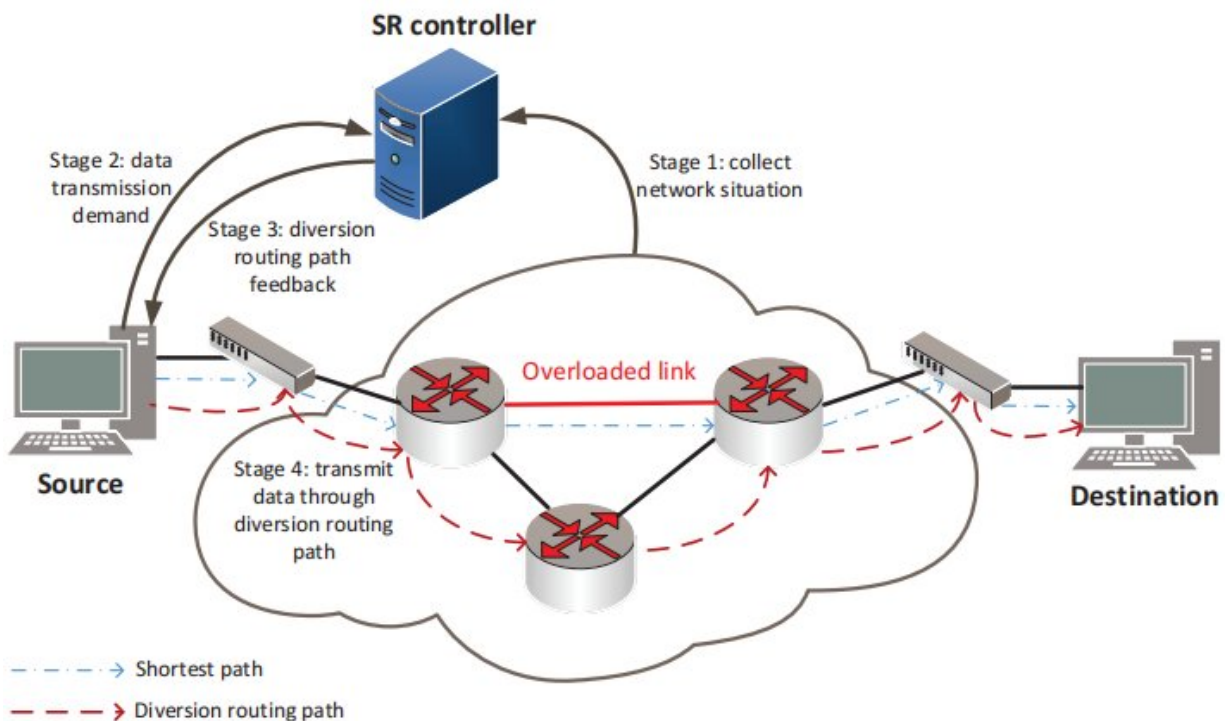 SR controller
Stage 2: data
transmission
demand
Stage 1: collect
network situation
Stage 3: diversion
routing path
feedback
Overloaded link
Source
Stage 4: transmit
data through
diversion routing
path
Destination
Shortest path
Diversion routing path